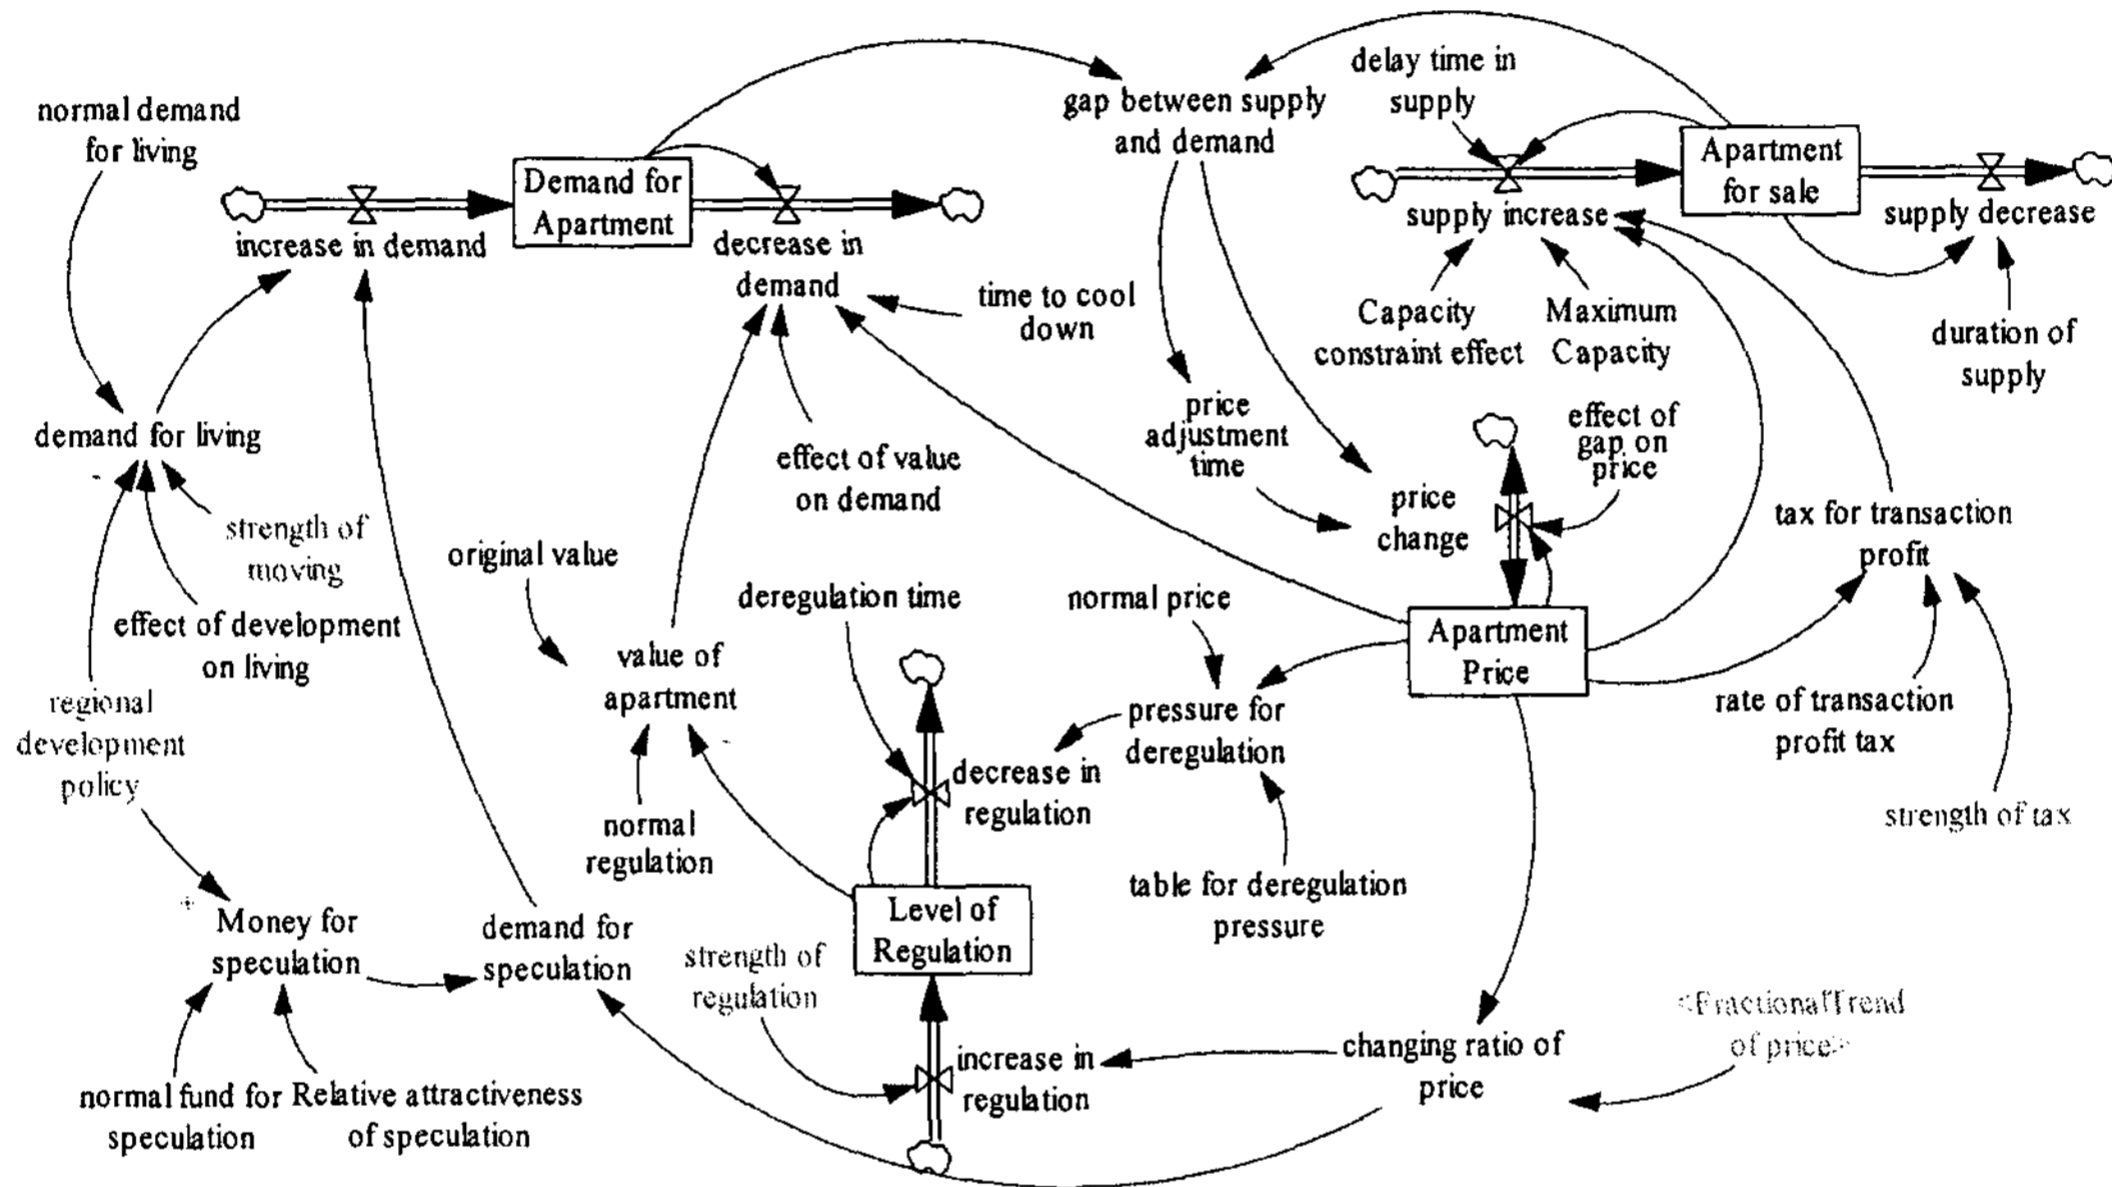 normal demand
for living
Demand for
Apartment
increase in demand
decrease in
demand
time to cool
down
gap between supply
and demand
delay time in
supply
Apartment
for sale
supply increase
supply decrease
Capacity
constraint effect
Maximum
Capacity
duration of
supply
demand for living
strength of
moving
effect of development
on living
regional
development
policy
effect of value
on demand
original value
value of
apartment
normal
regulation
deregulation time
price
adjustment
time
price
change
effect of
gap on
price
tax for transaction
profit
normal price
Apartment
Price
rate of transaction
profit tax
strength of tax
pressure for
deregulation
decrease in
regulation
table for deregulation
pressure
Level of
Regulation
Money for
speculation
demand for
speculation
strength of
regulation
normal fund for
speculation
Relative attractiveness
of speculation
increase in
regulation
changing ratio of
price
<FractionalTrend
of price>